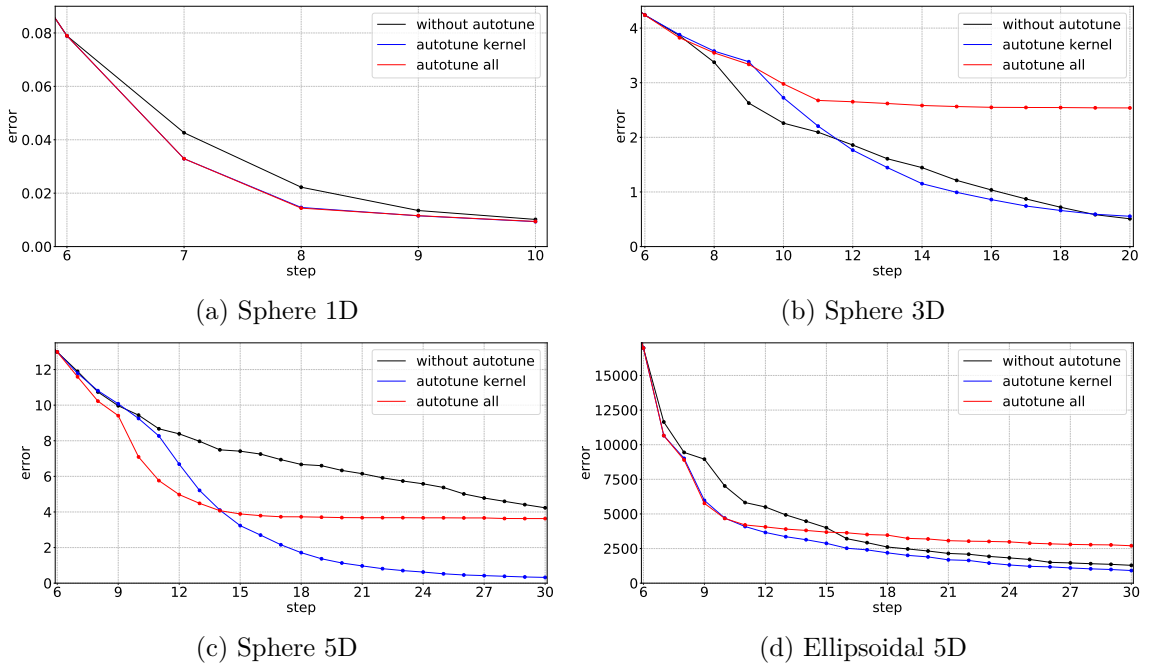 without autotune
autotune kernel
autotune all
error
0.08
0.06
0.04
0.02
0.00
6 7 8 9 10
step
(a) Sphere 1D
without autotune
autotune kernel
autotune all
error
4
3
2
1
0
6 8 10 12 14 16 18 20
step
(b) Sphere 3D
without autotune
autotune kernel
autotune all
error
12
10
8
6
4
2
0
6 9 12 15 18 21 24 27 30
step
(c) Sphere 5D
without autotune
autotune kernel
autotune all
error
15000
12500
10000
7500
5000
2500
0
6 9 12 15 18 21 24 27 30
step
(d) Ellipsoidal 5D